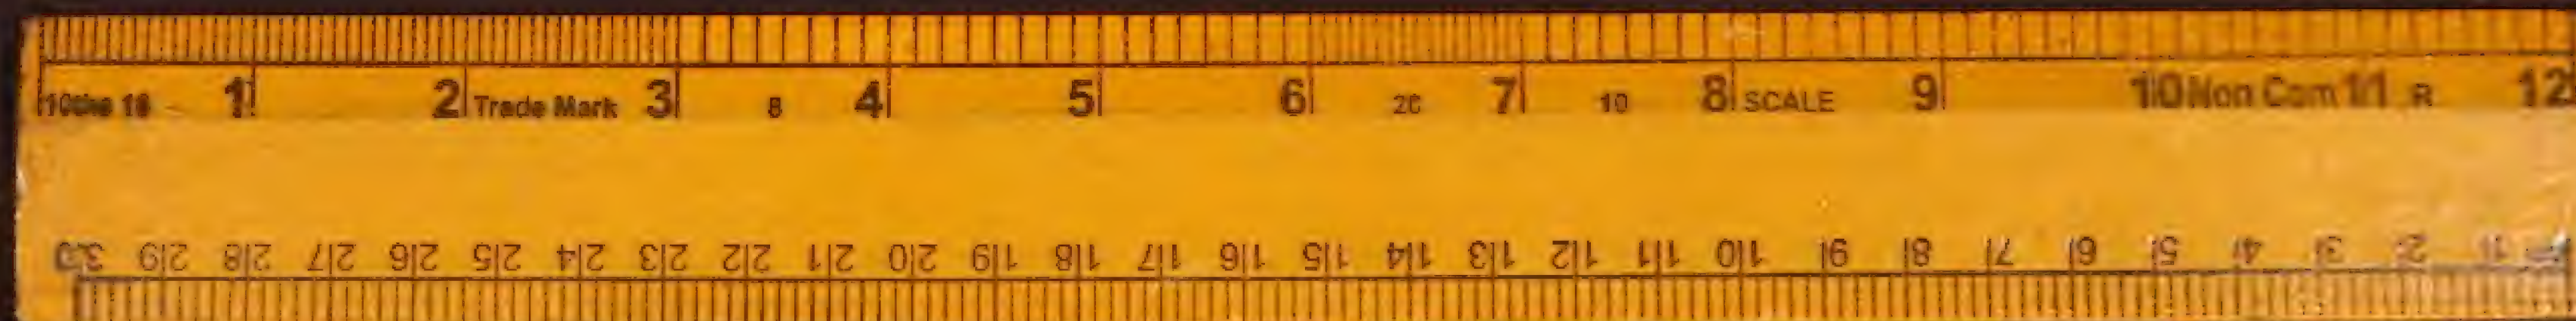 10ths 16 1 2 Trade Mark 3 8 4 5 6 20 7 10 8 SCALE 9 10 Non Com 11 R 12
30 29 28 27 26 25 24 23 22 21 20 19 18 17 16 15 14 13 12 11 10 9 8 7 6 5 4 3 2 1